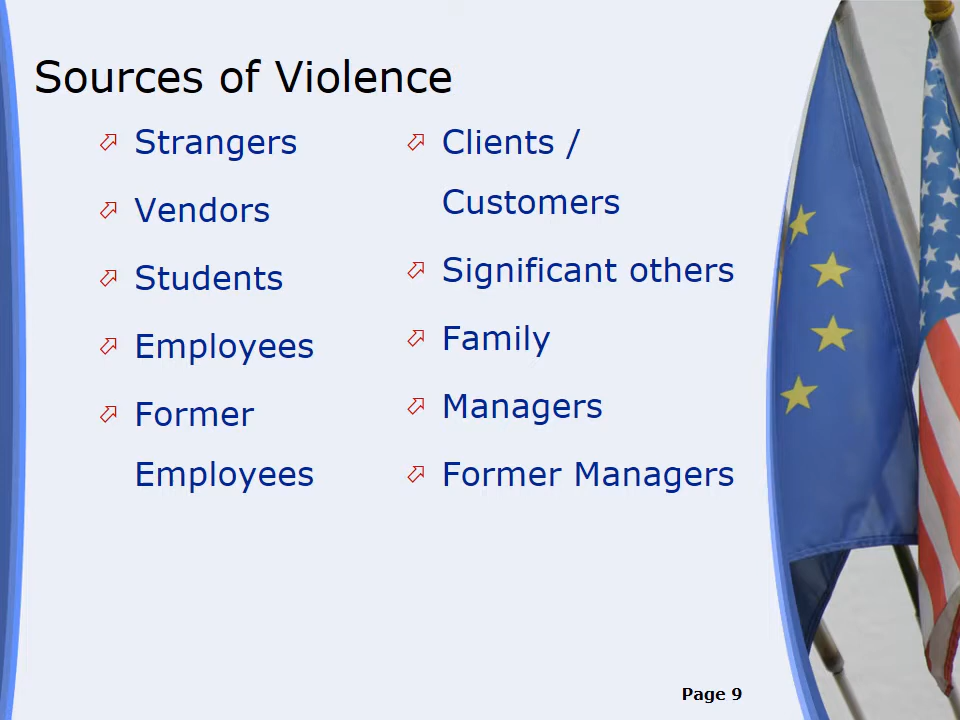 Sources of Violence
Strangers
Vendors
Students
Employees
Former
Employees
Clients /
Customers
Significant others
Family
Managers
Former Managers
Page 9